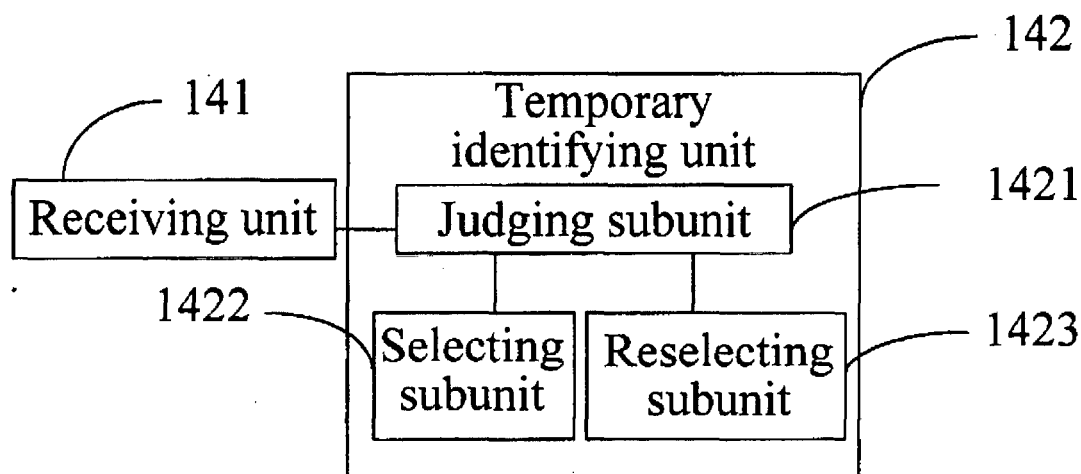 142
141
Temporary
identifying unit
1421
Receiving unit
Judging subunit
1422
Selecting
subunit
Reselecting
subunit
1423